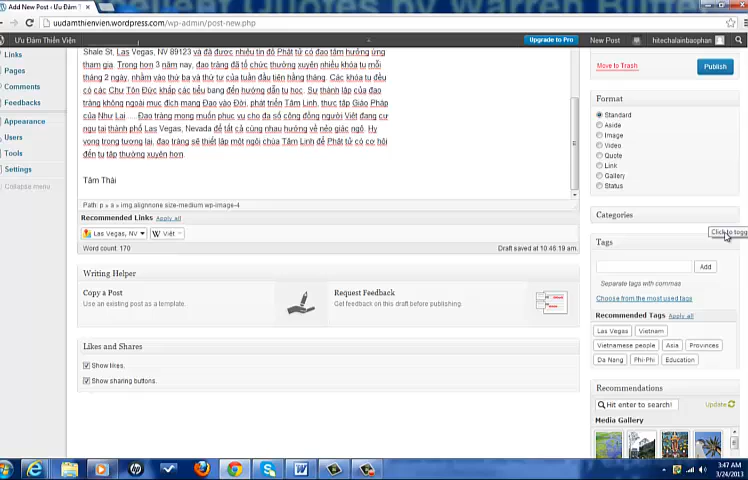 Add New Post ‹ Ưu Đàm T
uudamthienvien.wordpress.com/wp-admin/post-new.php
Ưu Đàm Thiền Viện
Upgrade to Pro
New Post
hitechalainbaophan
Links
Pages
Comments
Feedbacks
Appearance
Users
Tools
Settings
Collapse menu
Shale St, Las Vegas, NV 89123 và đã được nhiều tín đồ Phật tử có đạo tâm hưởng ứng
tham gia. Trong hơn 3 năm nay, đạo tràng đã tổ chức thường xuyên nhiều khóa tu mỗi
tháng 2 ngày, nhằm vào thứ ba và thứ tư của tuần đầu tiên hằng tháng. Các khóa tu đều
có các Chư Tôn Đức khắp các tiểu bang đến hướng dẫn tu học. Sự thành lập của đạo
tràng không ngoài mục đích mang Đạo vào Đời, phát triển Tâm Linh, thực tập Giáo Pháp
của Như Lai.... Đạo tràng mong muốn phục vụ cho đa số cộng đồng người Việt đang cư
ngụ tại thành phố Las Vegas, Nevada để tất cả cùng nhau hướng về nẻo giác ngộ. Hy
vọng trong tương lai, đạo tràng sẽ thiết lập một ngôi chùa Tâm Linh để Phật tử có cơ hội
đến tu tập thường xuyên hơn.
Tâm Thái
Path: p » a » img.alignnone size-medium wp-image-4
Recommended Links Apply all
Las Vegas, NV
Việt
Word count: 170
Draft saved at 10:46:19 am.
Writing Helper
Copy a Post
Use an existing post as a template.
Request Feedback
Get feedback on this draft before publishing.
Likes and Shares
Show likes.
Show sharing buttons.
Move to Trash
Publish
Format
Standard
Aside
Image
Video
Quote
Link
Gallery
Status
Categories
Click to togg
Tags
Add
Separate tags with commas
Choose from the most used tags
Recommended Tags Apply all
Las Vegas
Vietnam
Vietnamese people
Asia
Provinces
Da Nang
Phi-Phi
Education
Recommendations
Hit enter to search!
Update
Media Gallery
3:47 AM
3/24/2013